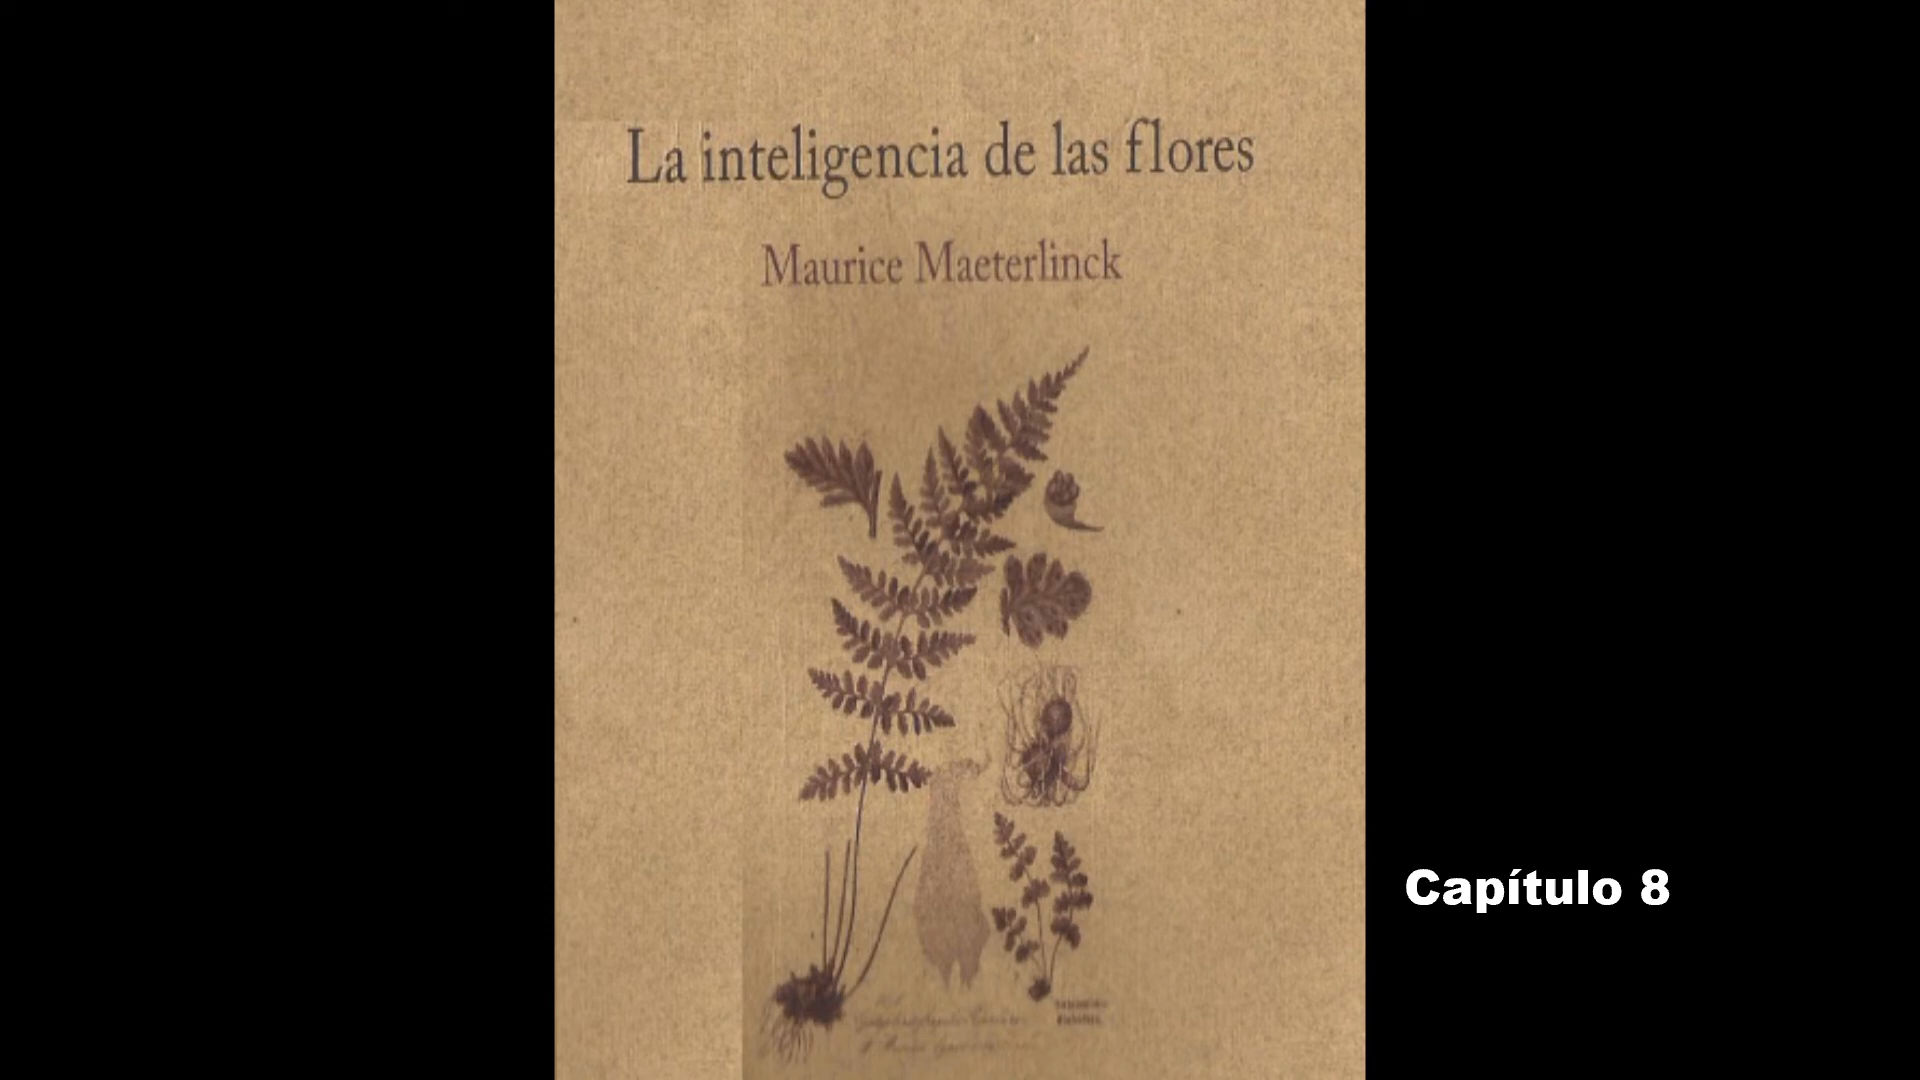 La inteligencia de las flores
Maurice Maeterlinck
Capítulo 8